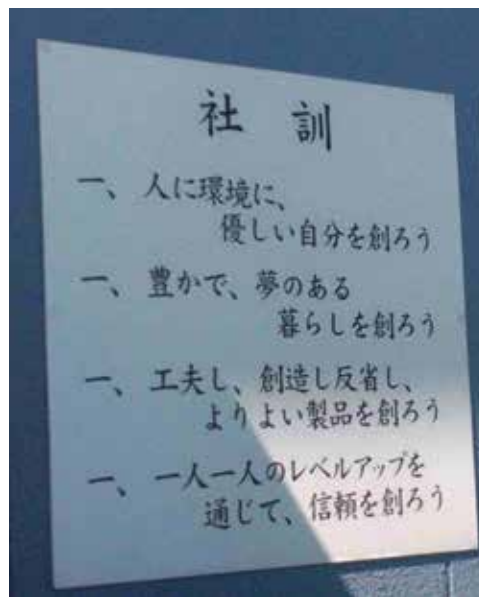 社 訓
一、人に環境に、
優しい自分を創ろう
一、豊かで、夢のある
暮らしを創ろう
一、工夫し、創造し反省し、
よりよい製品を創ろう
一、一人一人のレベルアップを
通じて、信頼を創ろう